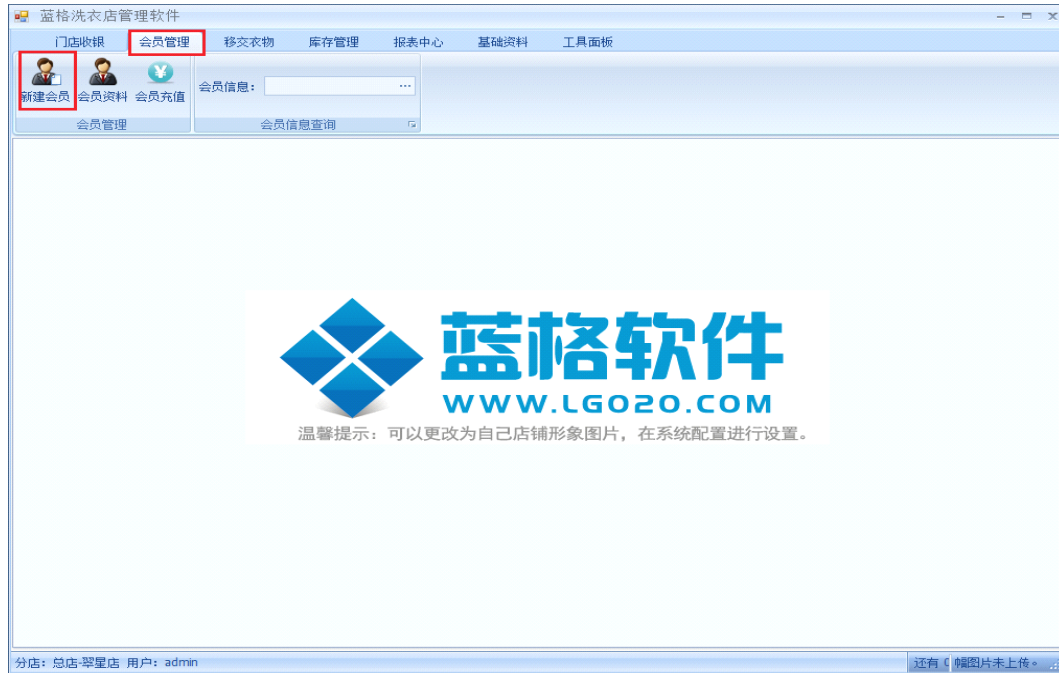 蓝格洗衣店管理软件
门店收银 会员管理 移交衣物 库存管理 报表中心 基础资料 工具面板
新建会员 会员资料 会员充值 会员信息: ...
会员管理 会员信息查询
蓝格软件
WWW.LGO2O.COM
温馨提示: 可以更改为自己店铺形象图片, 在系统配置进行设置。
分店: 总店-翠星店 用户: admin 还有 幅图片未上传。